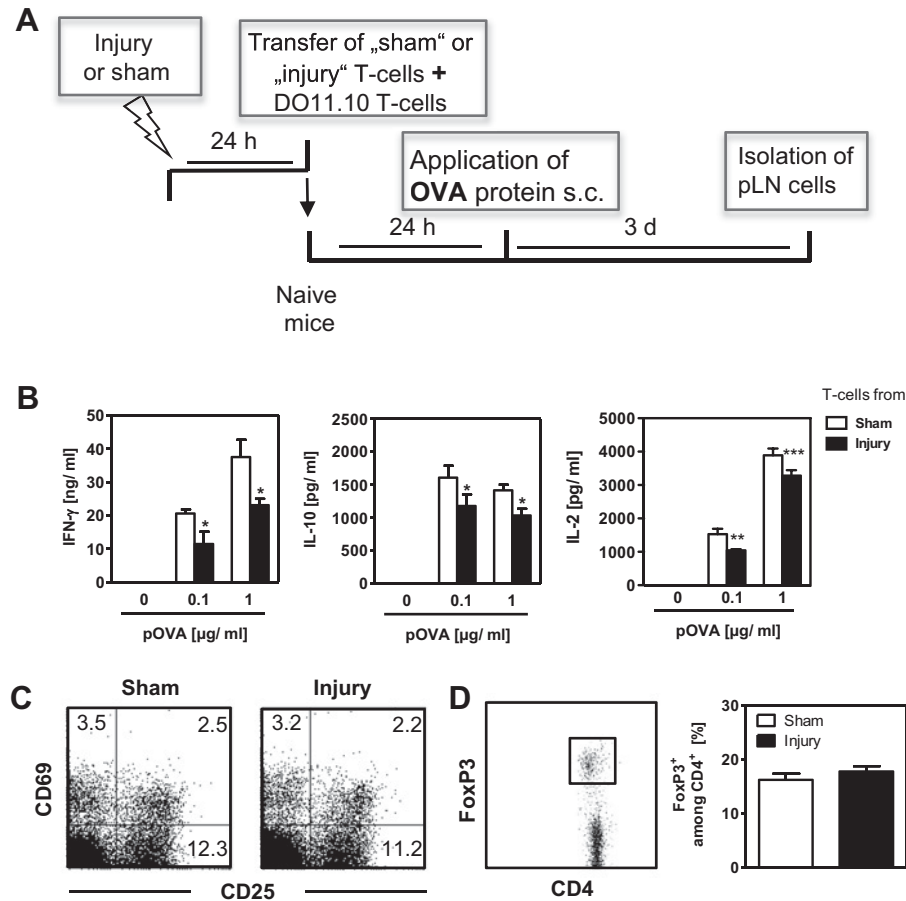 A
Injury
or sham
Transfer of „sham“ or
„injury“ T-cells +
DO11.10 T-cells
24 h
Application of
OVA protein s.c.
Isolation of
pLN cells
24 h
3 d
Naive
mice
B
IFN-γ [ng/ ml]
50
40
30
20
10
0
*
*
0 0.1 1
pOVA [µg/ ml]
IL-10 [pg/ ml]
2500
2000
1500
1000
500
0
*
*
0 0.1 1
pOVA [µg/ ml]
IL-2 [pg/ ml]
5000
4000
3000
2000
1000
0
**
***
0 0.1 1
pOVA [µg/ ml]
T-cells from
Sham
Injury
C
Sham
Injury
CD69
3.5
2.5
12.3
3.2
2.2
11.2
CD25
D
FoxP3
CD4
FoxP3+
among CD4+ [%]
30
20
10
0
Sham
Injury